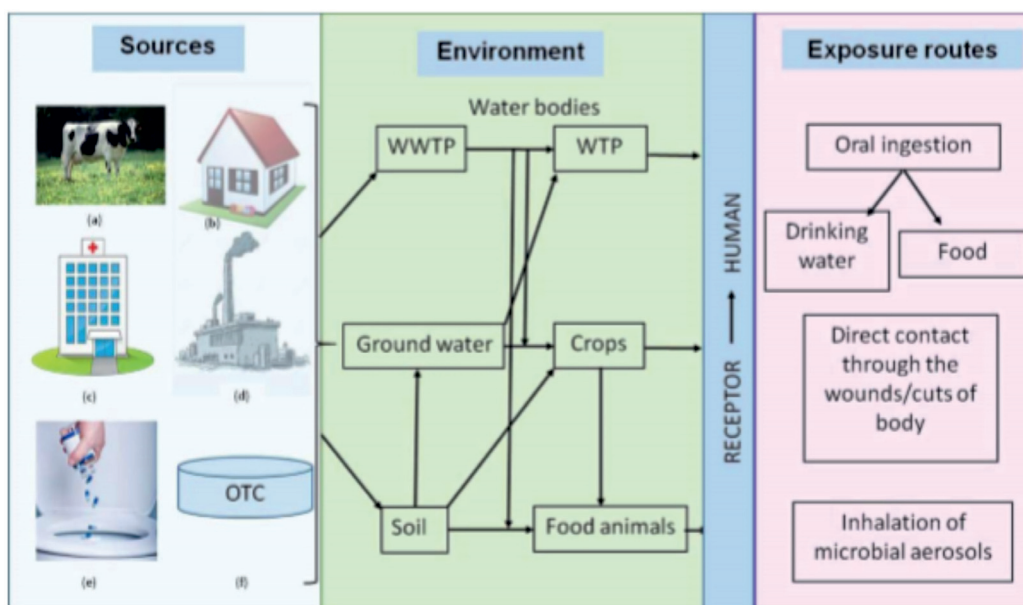 Sources
(a)
(b)
(c)
(d)
(e)
OTC
(f)
Environment
Water bodies
WWTP
WTP
Ground water
Crops
Soil
Food animals
RECEPTOR
HUMAN
Exposure routes
Oral ingestion
Drinking
water
Food
Direct contact
through the
wounds/cuts of
body
Inhalation of
microbial aerosols